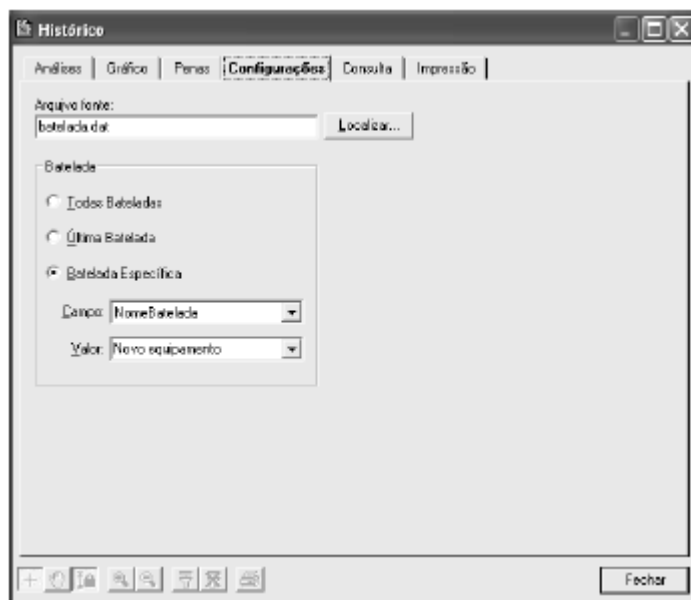 Histórico
Análises Gráfico Penas Configurações Consulta Impressão
Arquivo fonte:
batelada.dat Localizar...
Batelada
Todas Bateladas
Última Batelada
Batelada Específica
Campo: NomeBatelada
Valor: Novo equipamento
Fechar